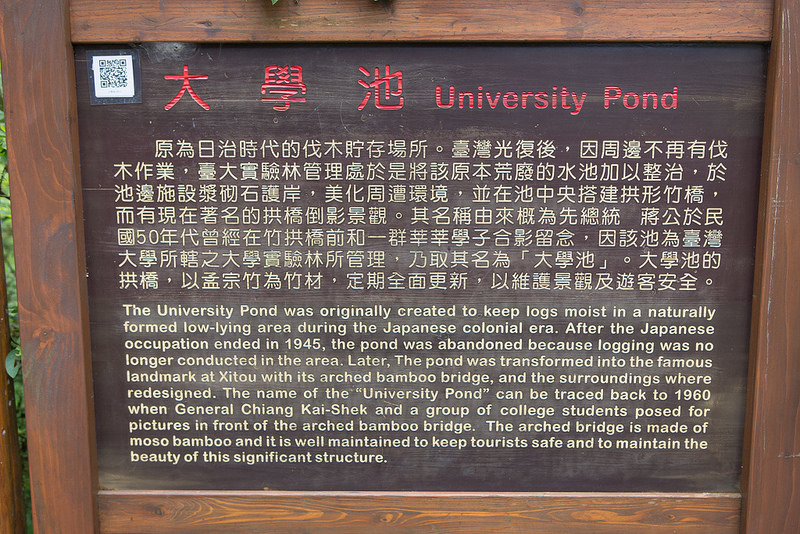 大學池 University Pond
原為日治時代的伐木貯存場所。臺灣光復後，因周邊不再有伐
木作業，臺大實驗林管理處於是將該原本荒廢的水池加以整治，於
池邊施設漿砌石護岸，美化周遭環境，並在池中央搭建拱形竹橋，
而有現在著名的拱橋倒影景觀。其名稱由來概為先總統 蔣公於民
國50年代曾經在竹拱橋前和一群莘莘學子合影留念，因該池為臺灣
大學所轄之大學實驗林所管理，乃取其名為「大學池」。大學池的
拱橋，以孟宗竹為竹材，定期全面更新，以維護景觀及遊客安全。
The University Pond was originally created to keep logs moist in a naturally
formed low-lying area during the Japanese colonial era. After the Japanese
occupation ended in 1945, the pond was abandoned because logging was no
longer conducted in the area. Later, The pond was transformed into the famous
landmark at Xitou with its arched bamboo bridge, and the surroundings where
redesigned. The name of the “University Pond” can be traced back to 1960
when General Chiang Kai-Shek and a group of college students posed for
pictures in front of the arched bamboo bridge. The arched bridge is made of
moso bamboo and it is well maintained to keep tourists safe and to maintain the
beauty of this significant structure.